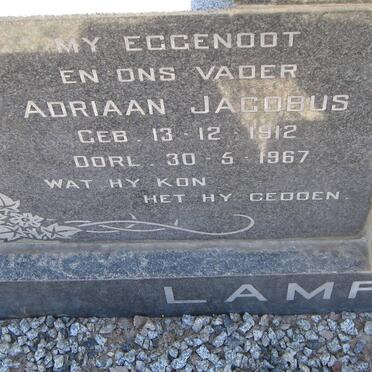 MY EGGENOOT
EN ONS VADER
ADRIAAN JACOBUS
GEB. 13-12-1912
OORL. 30-5-1967
WAT HY KON
HET HY GEDOEN.